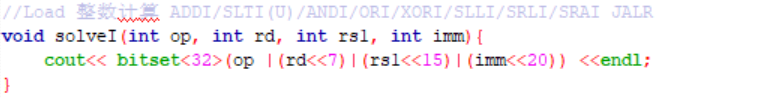 //Load 整数计算 ADDI/SLTI(U)/ANDI/ORI/XORI/SLLI/SRLI/SRAI JALR
void solveI(int op, int rd, int rs1, int imm){
    cout<< bitset<32>(op |(rd<<7)|(rs1<<15)|(imm<<20)) <<endl;
}